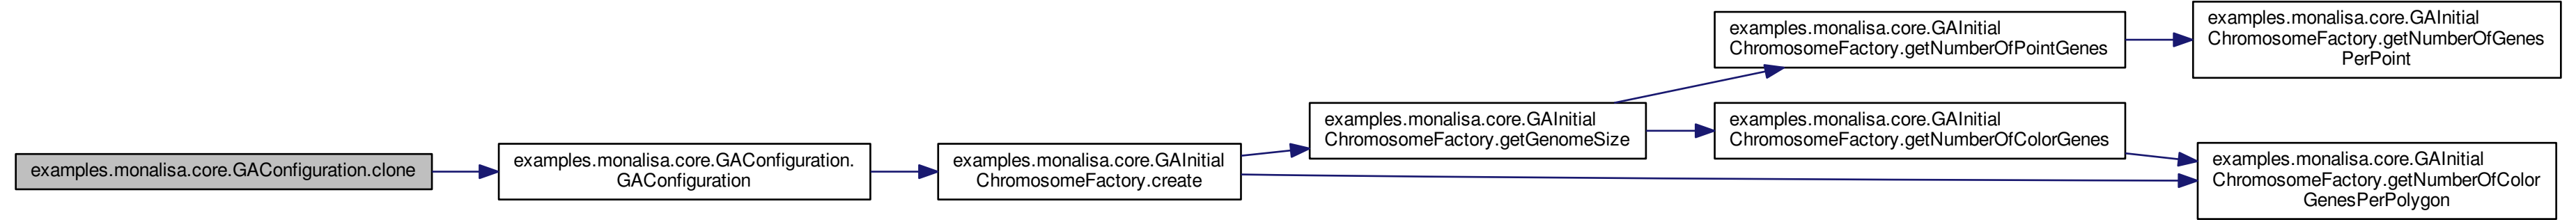 examples.monalisa.core.GAConfiguration.clone
examples.monalisa.core.GAConfiguration.
GAConfiguration
examples.monalisa.core.GAInitial
ChromosomeFactory.create
examples.monalisa.core.GAInitial
ChromosomeFactory.getGenomeSize
examples.monalisa.core.GAInitial
ChromosomeFactory.getNumberOfPointGenes
examples.monalisa.core.GAInitial
ChromosomeFactory.getNumberOfColorGenes
examples.monalisa.core.GAInitial
ChromosomeFactory.getNumberOfGenes
PerPoint
examples.monalisa.core.GAInitial
ChromosomeFactory.getNumberOfColor
GenesPerPolygon